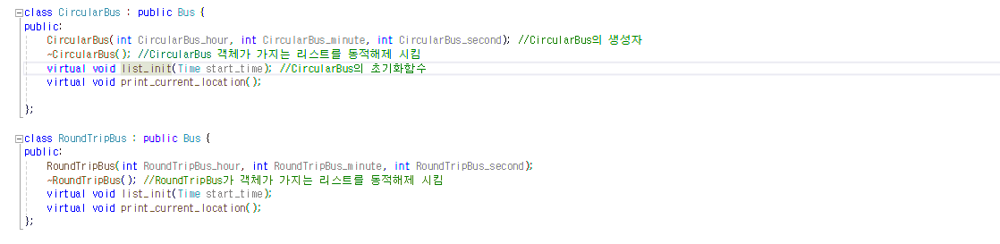 class CircularBus : public Bus {
public:
CircularBus(int CircularBus_hour, int CircularBus_minute, int CircularBus_second); //CircularBus의 생성자
~CircularBus(); //CircularBus 객체가 가지는 리스트를 동적해제 시킴
virtual void list_init(Time start_time); //CircularBus의 초기화함수
virtual void print_current_location();
};
class RoundTripBus : public Bus {
public:
RoundTripBus(int RoundTripBus_hour, int RoundTripBus_minute, int RoundTripBus_second);
~RoundTripBus(); //RoundTripBus가 객체가 가지는 리스트를 동적해제 시킴
virtual void list_init(Time start_time);
virtual void print_current_location();
};